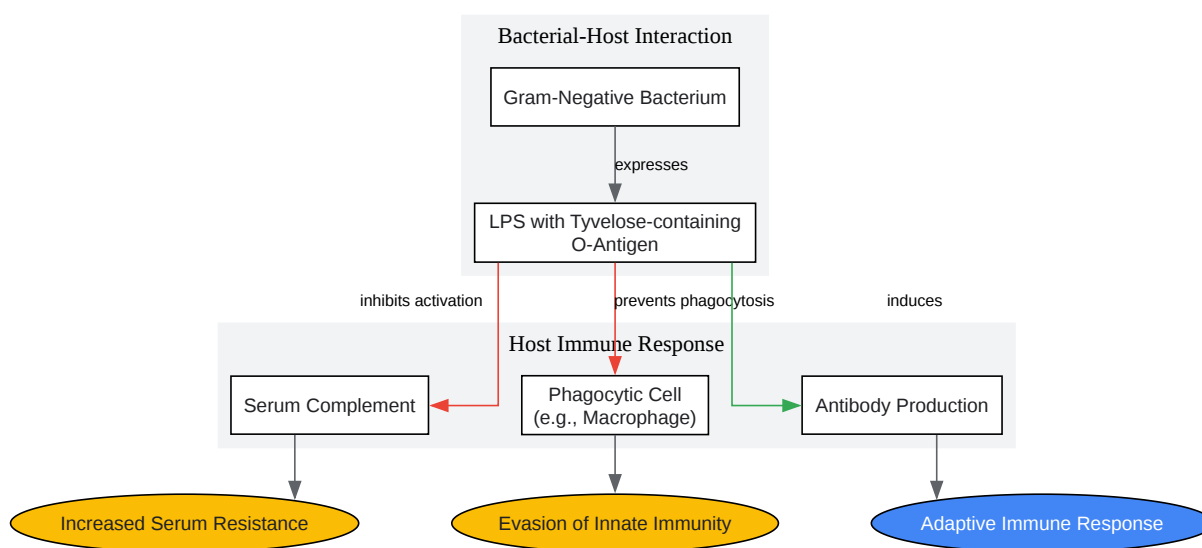 Bacterial-Host Interaction
Gram-Negative Bacterium
expresses
LPS with Tyvelose-containing
O-Antigen
inhibits activation
prevents phagocytosis
induces
Host Immune Response
Serum Complement
Phagocytic Cell
(e.g., Macrophage)
Antibody Production
Increased Serum Resistance
Evasion of Innate Immunity
Adaptive Immune Response